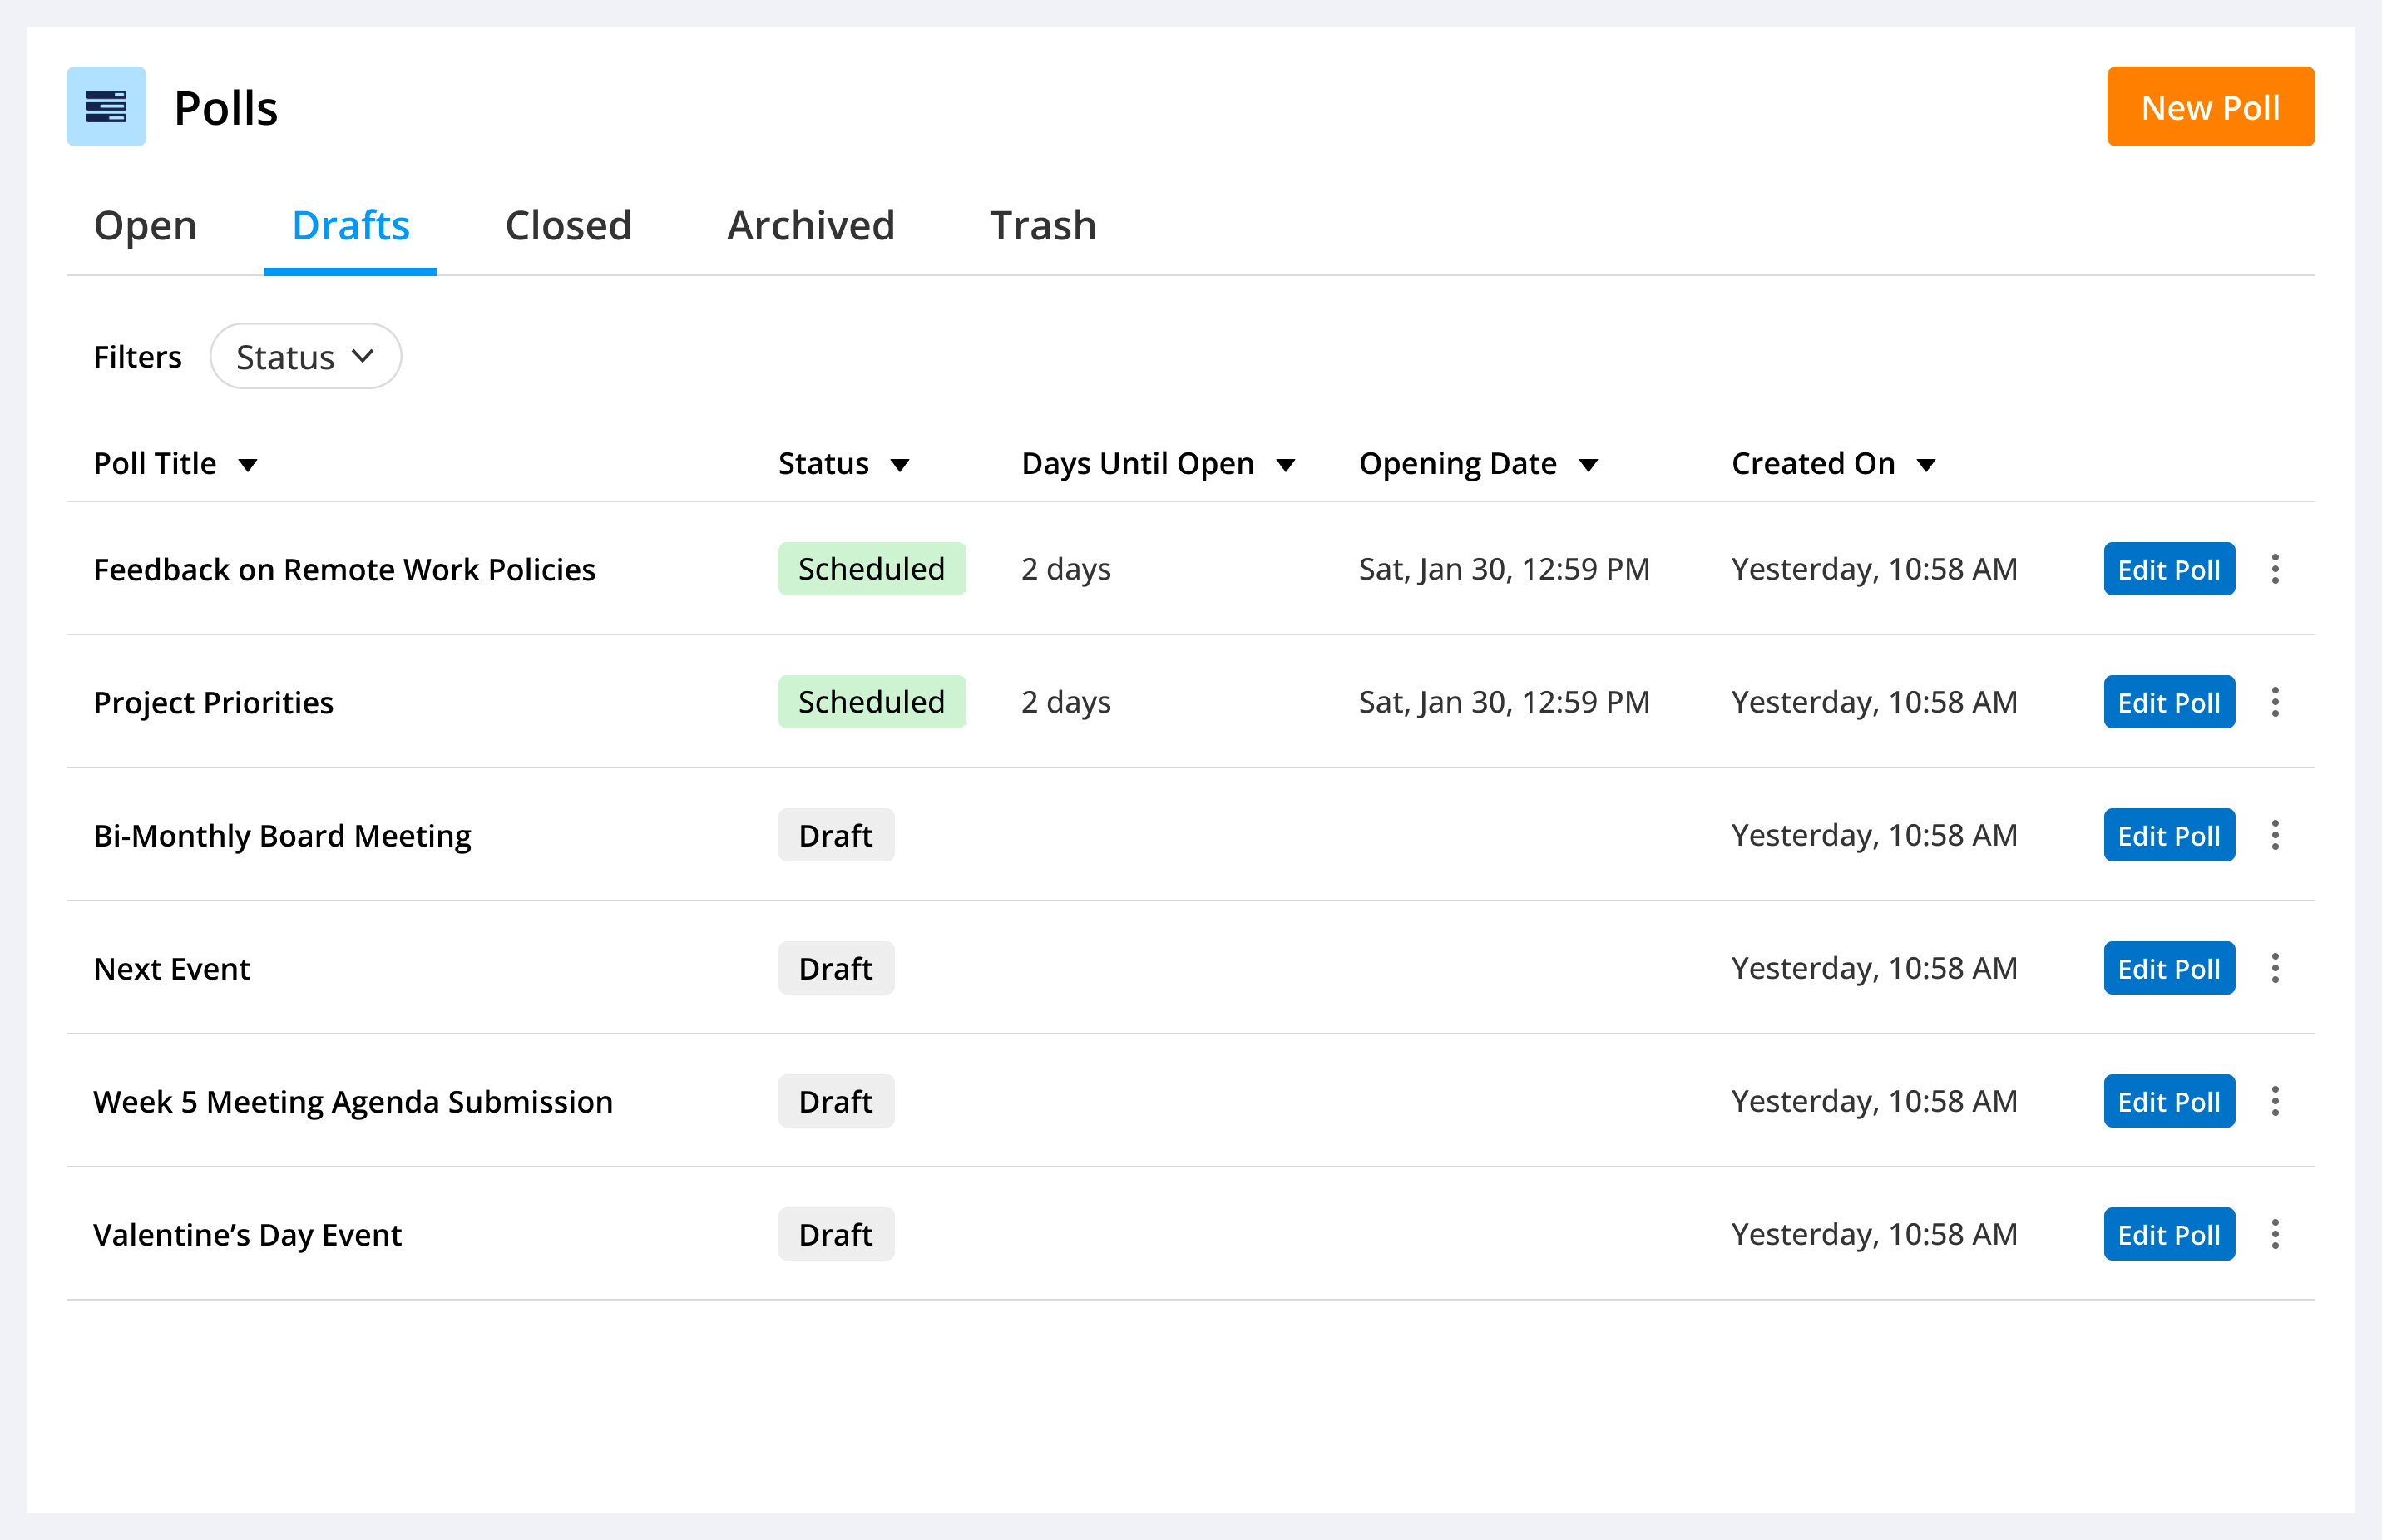 Polls
New Poll
Open Drafts Closed Archived Trash
Filters Status
Poll Title Status Days Until Open Opening Date Created On
Feedback on Remote Work Policies Scheduled 2 days Sat, Jan 30, 12:59 PM Yesterday, 10:58 AM Edit Poll
Project Priorities Scheduled 2 days Sat, Jan 30, 12:59 PM Yesterday, 10:58 AM Edit Poll
Bi-Monthly Board Meeting Draft Yesterday, 10:58 AM Edit Poll
Next Event Draft Yesterday, 10:58 AM Edit Poll
Week 5 Meeting Agenda Submission Draft Yesterday, 10:58 AM Edit Poll
Valentine’s Day Event Draft Yesterday, 10:58 AM Edit Poll